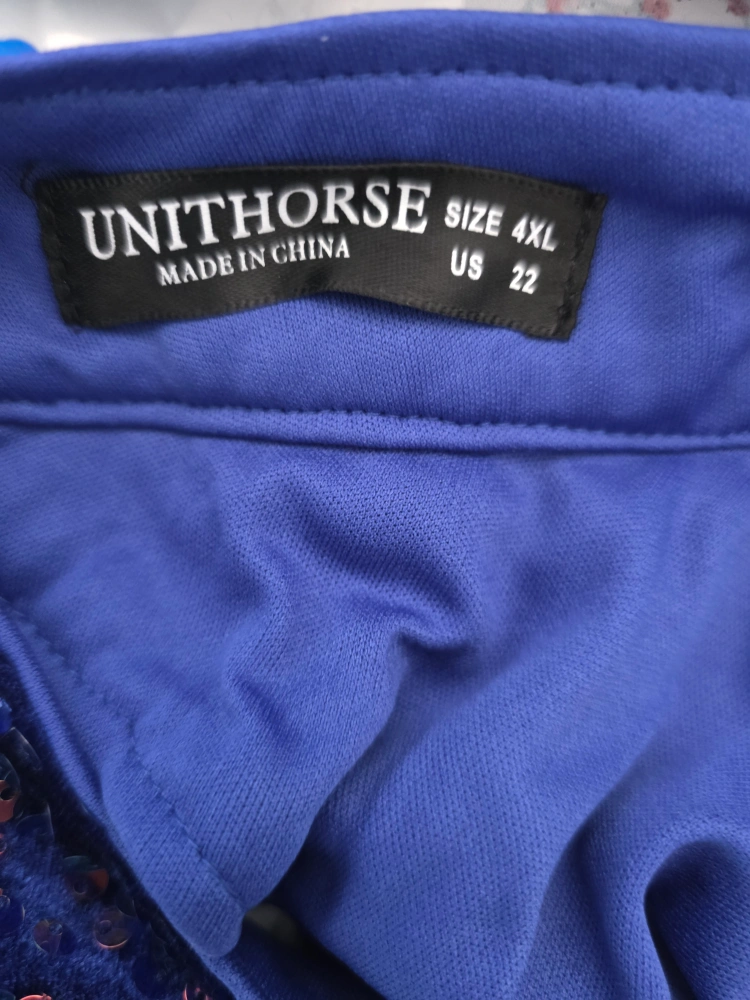 UNITHORSE
MADE IN CHINA
SIZE 4XL
US 22